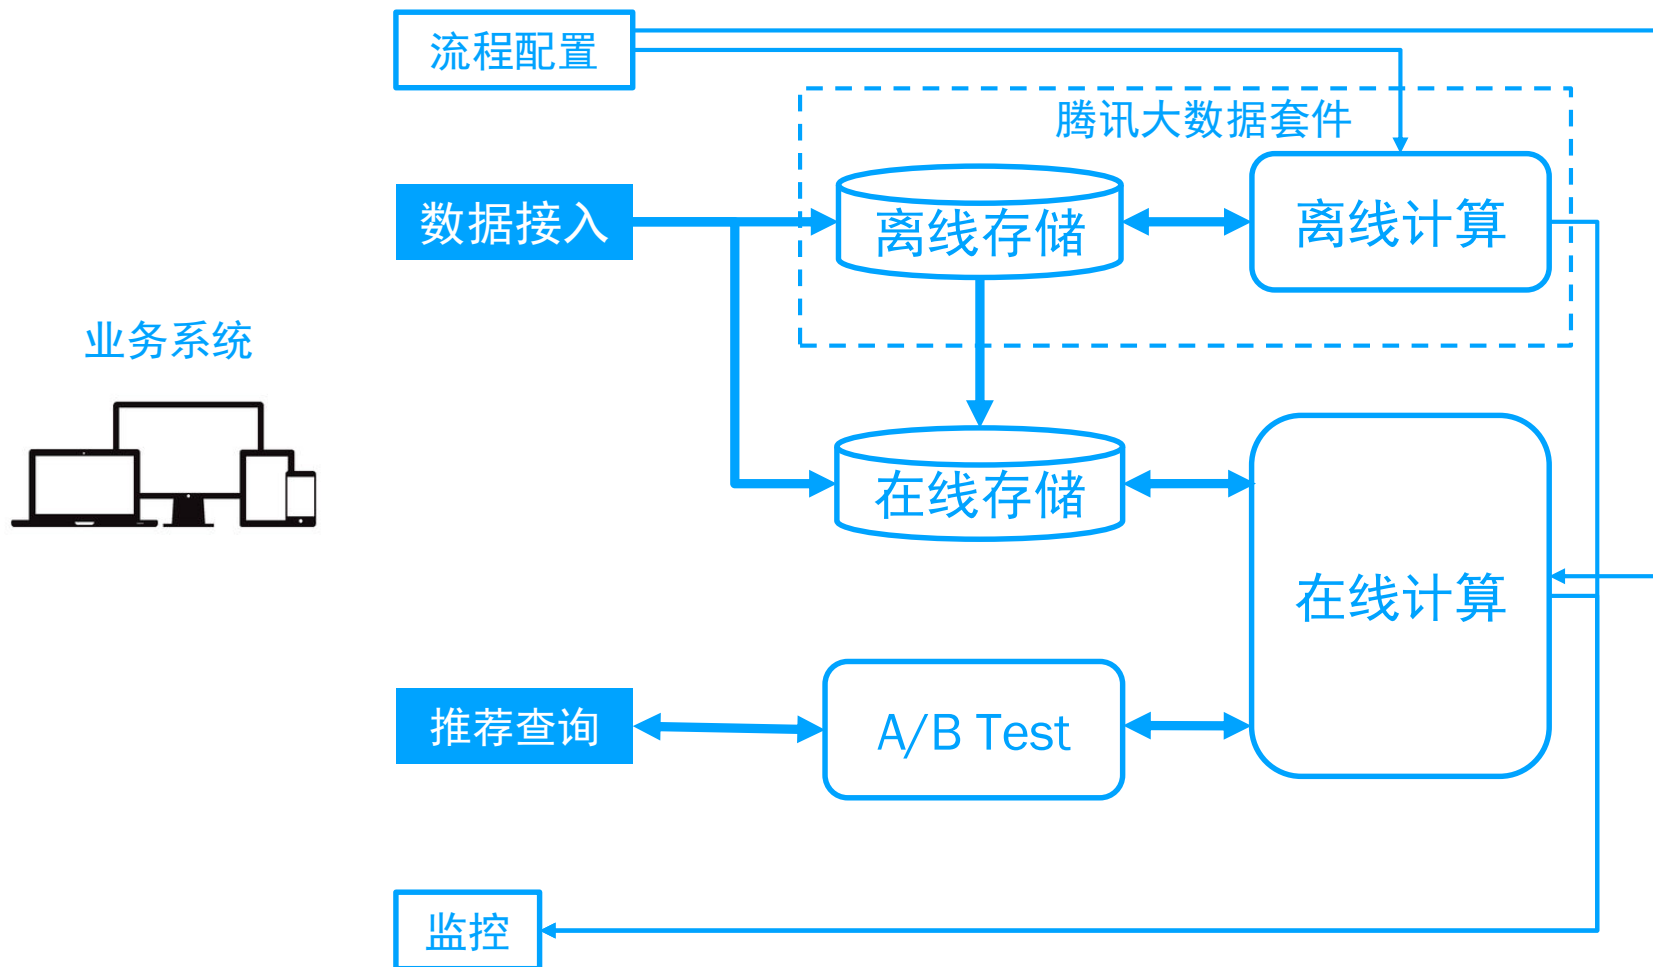 流程配置
腾讯大数据套件
数据接入
离线存储
离线计算
业务系统
在线存储
在线计算
推荐查询
A/B Test
监控